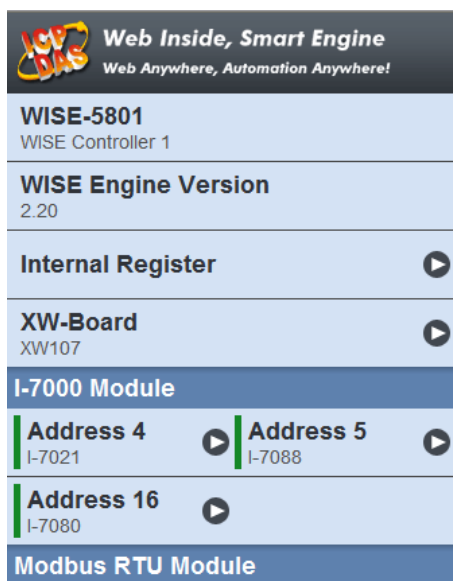 ICP DAS
Web Inside, Smart Engine
Web Anywhere, Automation Anywhere!
WISE-5801
WISE Controller 1
WISE Engine Version
2.20
Internal Register
XW-Board
XW107
I-7000 Module
Address 4 Address 5
I-7021 I-7088
Address 16
I-7080
Modbus RTU Module